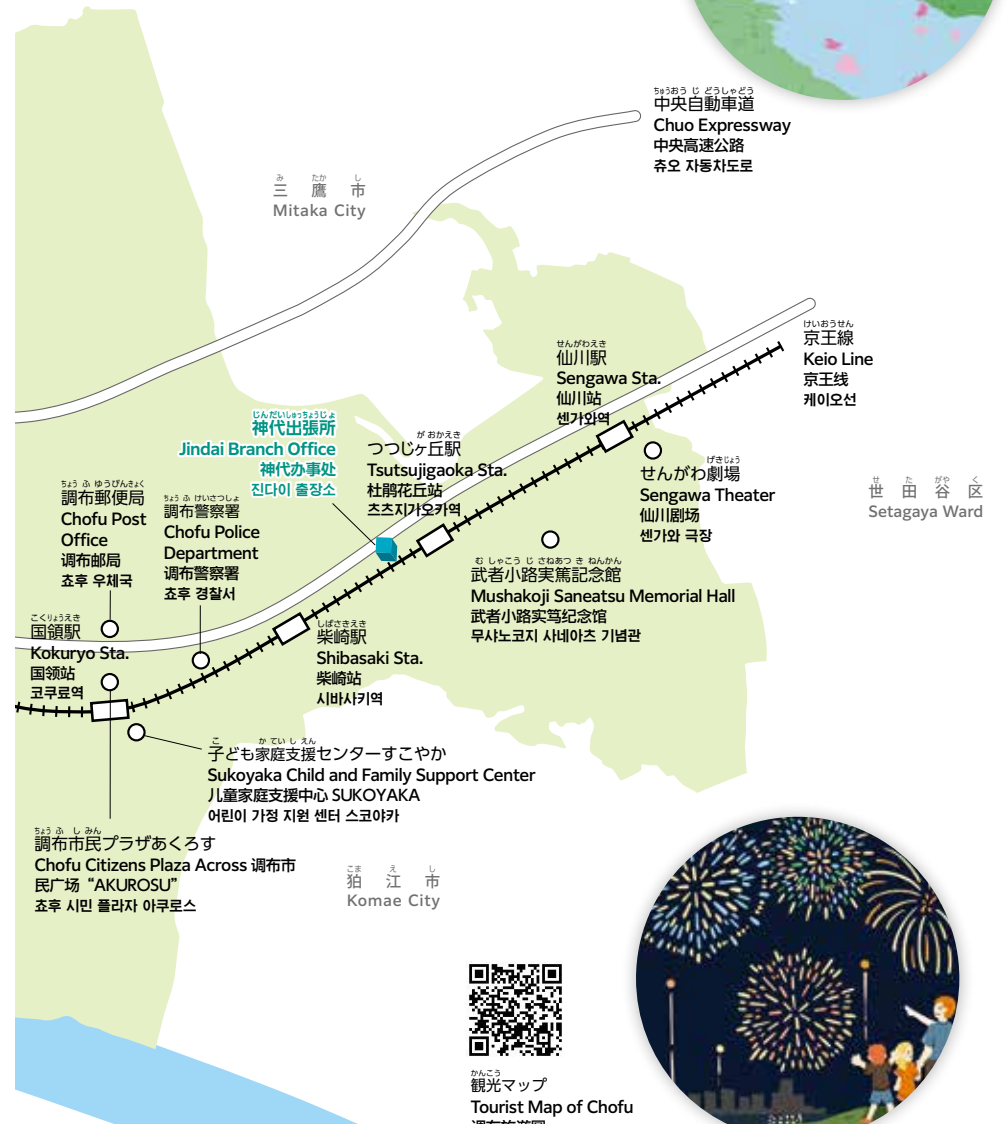 ちゅうおう じ どうしゃどう
中央自動車道
Chuo Expressway
中央高速公路
츄오 자동차도로
み たか し
三 鷹 市
Mitaka City
けいおうせん
京王線
Keio Line
京王线
케이오선
せんがわえき
仙川駅
Sengawa Sta.
仙川站
센가와역
じんだいしゅっちょうじょ
神代出張所
Jindai Branch Office
神代办事处
진다이 출장소
が おかえき
つつじヶ丘駅
Tsutsujigaoka Sta.
杜鹃花丘站
츠츠지가오카역
げきじょう
せんがわ劇場
Sengawa Theater
仙川剧场
센가와 극장
せ た がや く
世 田 谷 区
Setagaya Ward
ちょう ふ ゆうびんきょく
調布郵便局
Chofu Post
Office
调布邮局
쵸후 우체국
ちょう ふ けいさつしょ
調布警察署
Chofu Police
Department
调布警察署
쵸후 경찰서
む しゃこう じ さねあつ き ねんかん
武者小路実篤記念館
Mushakoji Saneatsu Memorial Hall
武者小路实笃纪念馆
무샤노코지 사네아츠 기념관
こくりょうえき
国領駅
Kokuryo Sta.
国领站
코쿠료역
しばさきえき
柴崎駅
Shibasaki Sta.
柴崎站
시바사키역
こ か てい し えん
子ども家庭支援センターすこやか
Sukoyaka Child and Family Support Center
儿童家庭支援中心 SUKOYAKA
어린이 가정 지원 센터 스코야카
ちょう ふ し みん
調布市民プラザあくろす
Chofu Citizens Plaza Across 调布市
民广场“AKUROSU”
쵸후 시민 플라자 아쿠로스
こま え し
狛 江 市
Komae City
かんこう
観光マップ
Tourist Map of Chofu